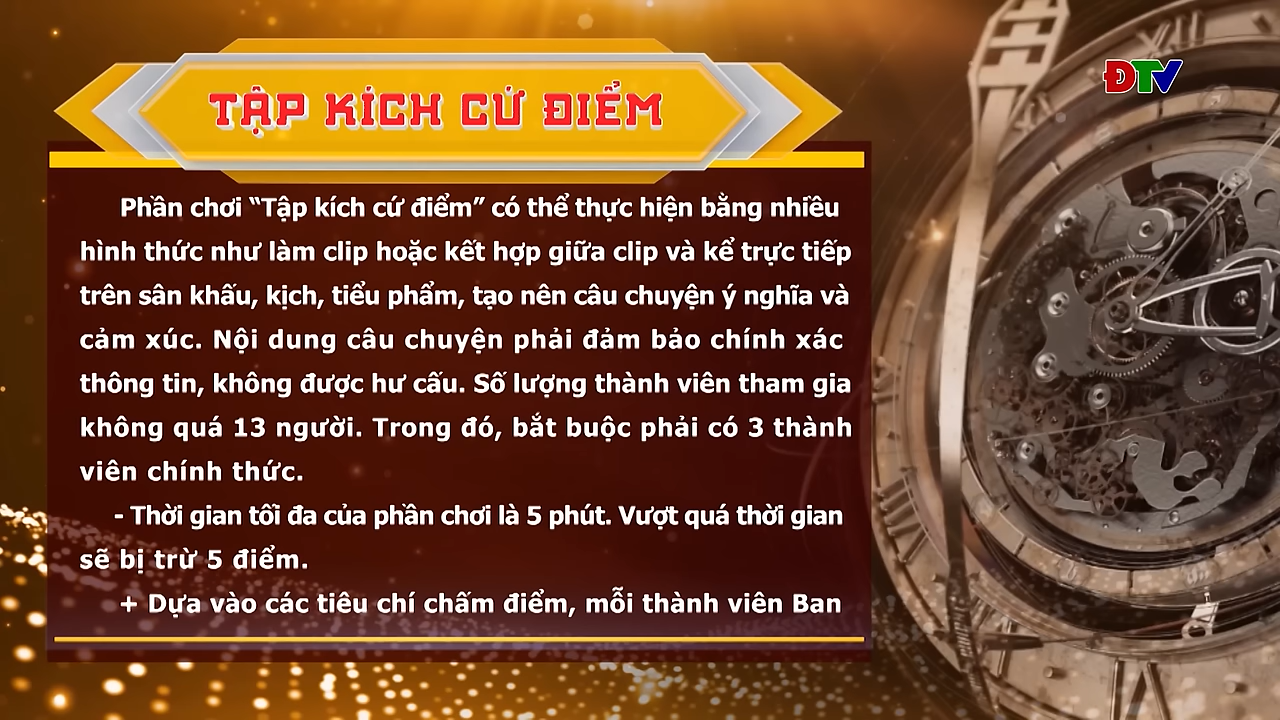 ĐTV
TẬP KÍCH CỨ ĐIỂM
Phần chơi “Tập kích cứ điểm” có thể thực hiện bằng nhiều
hình thức như làm clip hoặc kết hợp giữa clip và kể trực tiếp
trên sân khấu, kịch, tiểu phẩm, tạo nên câu chuyện ý nghĩa và
cảm xúc. Nội dung câu chuyện phải đảm bảo chính xác
thông tin, không được hư cấu. Số lượng thành viên tham gia
không quá 13 người. Trong đó, bắt buộc phải có 3 thành
viên chính thức.
- Thời gian tối đa của phần chơi là 5 phút. Vượt quá thời gian
sẽ bị trừ 5 điểm.
+ Dựa vào các tiêu chí chấm điểm, mỗi thành viên Ban
XII